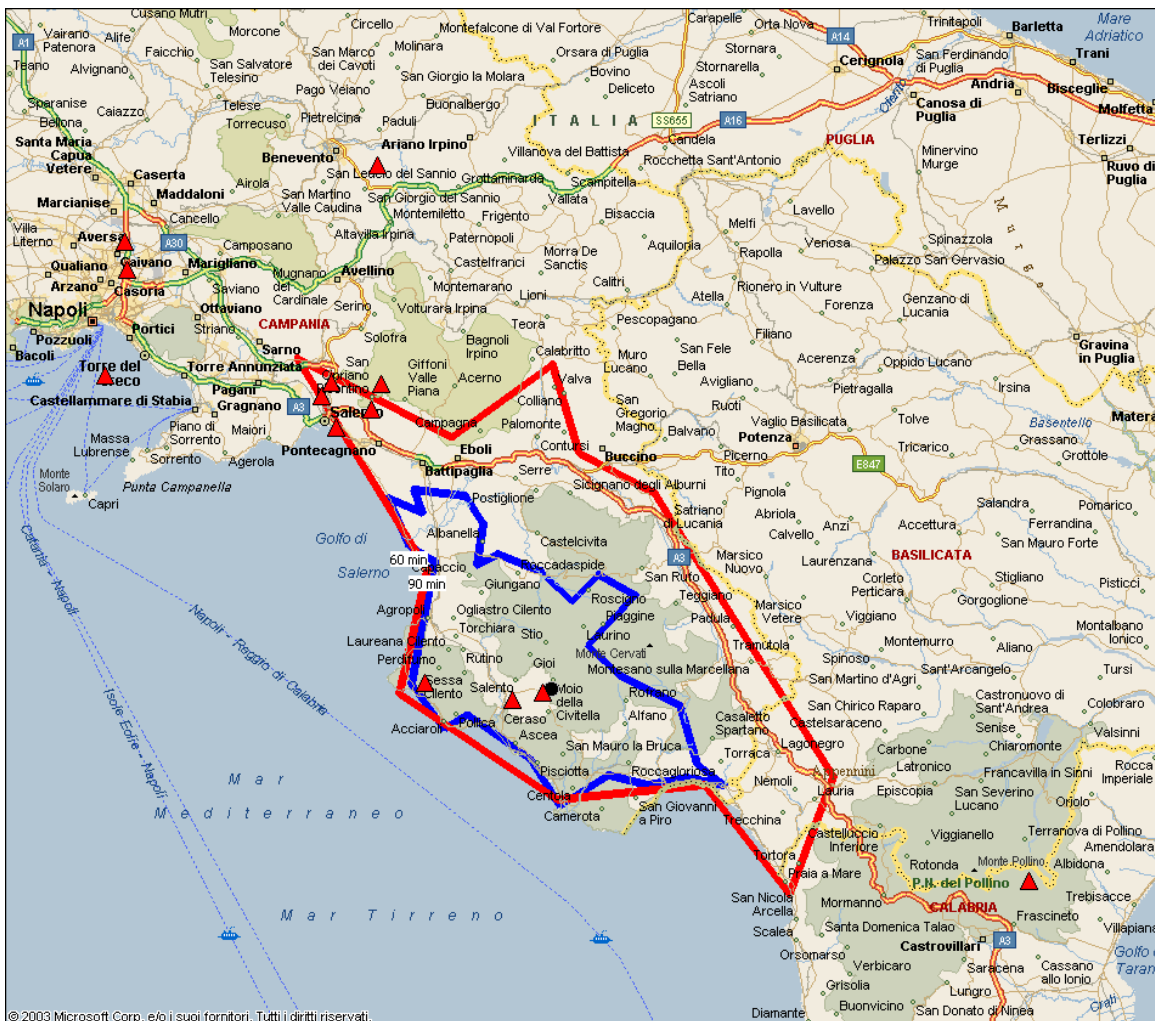 Cusano Mutri
Circello
Montefalcone di Val Fortore
Carapelle
Orta Nova
Trinitapoli
Mare
Adriatico
Barletta
Vairano
Patenora
Alife
Morcone
Faicchio
San Marco
dei Cavoti
Molinara
Orsara di Puglia
Stornara
A14
San Ferdinando
di Puglia
Trani
A1
Teano
Alvignano
San Salvatore
Telesino
San Giorgio la Molara
Bovino
Stornarella
Cerignola
Andria
Bisceglie
Pago Veiano
Deliceto
Ascoli
Satriano
Canosa di
Puglia
Molfetta
Caiazzo
Telese
Pietrelcina
Buonalbergo
Bellona
Torrecuso
Paduli
ITALIA
SS655
A16
Santa Maria
Capua
Vetere
Benevento
Ariano Irpino
Villanova del Battista
Candela
PUGLIA
Terlizzi
Caserta
Rocchetta Sant'Antonio
Minervino
Murge
Ruvo di
Puglia
Maddaloni
Airola
San Martino
Valle Caudina
San Giorgio del Sannio
Grottaminarda
Scampitella
Vallata
Marcianise
Cancello
Montemiletto
Frigento
Bisaccia
Lavello
Villa
Literno
Aversa
A30
Camposano
Altavilla Irpina
Paternopoli
Aquilonia
Melfi
Venosa
Spinazzola
Murge
Qualiano
Caivano
Marigliano
Morra De
Sanctis
Rapolla
Palazzo San Gervasio
Arzano
Casoria
Saviano
Mugnano
del
Cardinale
Avellino
Castelfranci
Calitri
Rionero in Vulture
Napoli
Ottaviano
Serino
Montemarano
Lioni
Atella
Forenza
Genzano di
Lucania
Pozzuoli
Portici
Striano
CAMPANIA
Volturara Irpina
Teora
Pescopagano
Filiano
Gravina
in Puglia
Bacoli
Sarno
Solofra
Bagnoli
Irpino
Calabritto
Muro
Lucano
San Fele
Bella
Acerenza
Oppido Lucano
Torre del
Greco
Torre Annunziata
San
Cipriano
Picentino
Giffoni
Valle
Piana
Acerno
Valva
Avigliano
Pietragalla
Irsina
Castellammare di Stabia
Pagani
Colliano
Ruoti
Matera
Gragnano
A3
Salerno
Campagna
Palomonte
San
Gregorio
Magno
Vaglio Basilicata
Tolve
Basentello
Massa
Lubrense
Piano di
Sorrento
Maiori
Balvano
Potenza
Grassano
Sorrento
Agerola
Pontecagnano
Eboli
Contursi
Buccino
Picerno
Tito
Tricarico
Grottole
Monte
Solaro
Punta Campanella
Battipaglia
Serre
E847
Capri
Postiglione
Sicignano degli Alburni
Pignola
Salandra
Pomarico
Satriano
di Lucania
Abriola
Anzi
Accettura
Ferrandina
Golfo di
Salerno
Albanella
Castelcivita
Calvello
San Mauro Forte
60 min
A3
Marsico
Nuovo
Laurenzana
BASILICATA
90 min
Capaccio
Roccadaspide
San Ruto
Corleto
Perticara
Stigliano
Pisticci
Giungano
Teggiano
Gorgoglione
Agropoli
Ogliastro Cilento
Rosciano
Piaggine
Padula
Marsico
Vetere
Viggiano
Montalbano
Ionico
Torchiara
Laurino
Laureana Cilento
Stio
Monte Cervati
Tramutola
Montemurro
Aliano
Catania - Napoli
Napoli - Reggio di Calabria
Isole Eolie - Napoli
Perdifumo
Rutino
Gioi
Montesano sulla Marcellana
Spinoso
Sant'Arcangelo
Tursi
Sessa
Cilento
Salento
Moio
della
Civitella
Rofrano
San Martino d'Agri
Castronuovo di
Sant'Andrea
Colobraro
Acciaroli
Pollica
Ceraso
Alfano
Casaletto
Spartano
Castelsaraceno
San Chirico Raparo
Senise
Valsinni
Ascea
San Mauro la Bruca
Torraca
Lagonegro
Carbone
Chiaromonte
Mar
Mediterraneo
Pisciotta
Roccagloriosa
Nemoli
Appennini
Latronico
Francavilla in Sinni
Rocca
Imperiale
Centola
Lauria
Episcopia
San Severino
Lucano
Oriolo
Camerota
San Giovanni
a Piro
Trecchina
Castelluccio
Inferiore
Viggianello
Terranova di Pollino
Amendolara
Tortora
Rotonda
Monte Pollino
Albidona
Praia a Mare
P.N. del Pollino
San Nicola
Arcella
Mormanno
CALABRIA
Trebisacce
Mar Tirreno
Scalea
Santa Domenica Talao
Frascineto
Villapiana
Castrovillari
A3
Golfo di
Taranto
Orsomarso
Verbicaro
Saracena
Cassano
allo Ionio
Grisolia
Lungro
Buonvicino
San Donato di Ninea
Crati
Diamante
© 2003 Microsoft Corp. e/o i suoi fornitori. Tutti i diritti riservati.